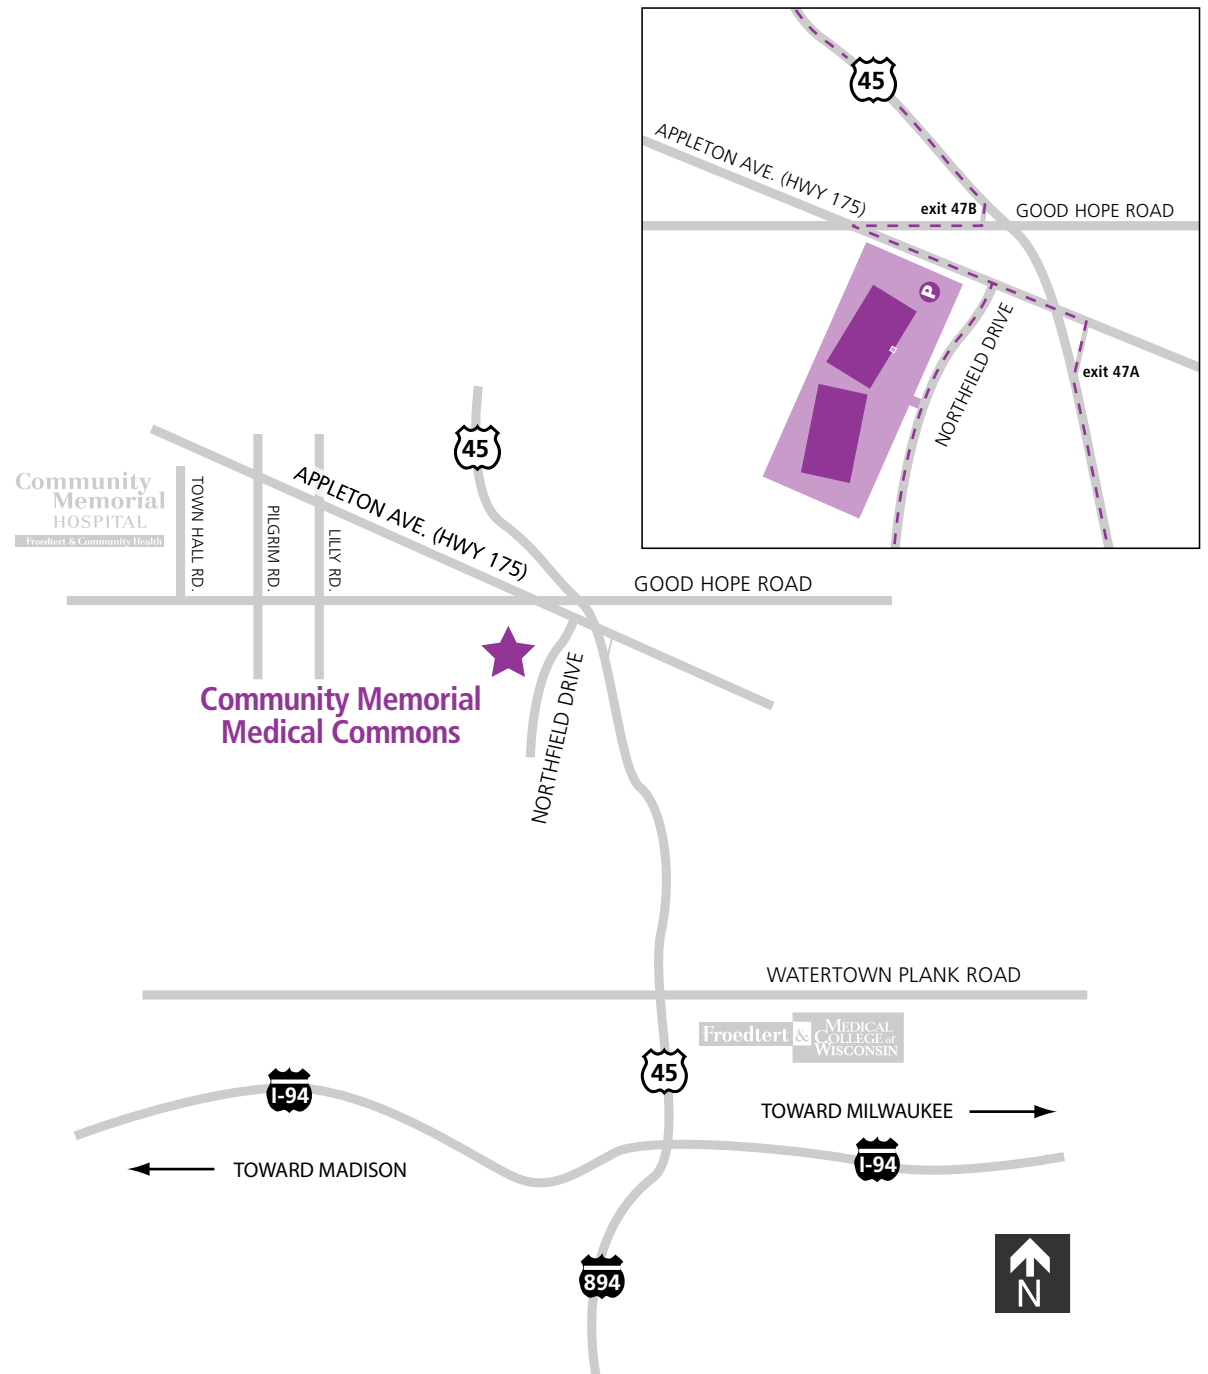 45
APPLETON AVE. (HWY 175)
exit 47B
GOOD HOPE ROAD
P
NORTHFIELD DRIVE
exit 47A
45
Community
Memorial
HOSPITAL
Froedtert & Community Health
TOWN HALL RD.
PILGRIM RD.
LILLY RD.
APPLETON AVE. (HWY 175)
GOOD HOPE ROAD
Community Memorial
Medical Commons
NORTHFIELD DRIVE
WATERTOWN PLANK ROAD
Froedtert & MEDICAL
COLLEGE of
WISCONSIN
45
I-94
TOWARD MILWAUKEE
I-94
TOWARD MADISON
894
N